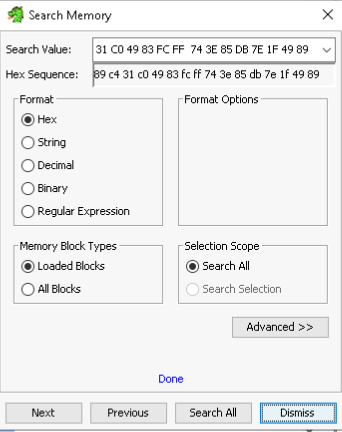 Search Memory
Search Value: 31 C0 49 83 FC FF  74 3E 85 DB 7E 1F 49 89
Hex Sequence: 89 c4 31 c0 49 83 fc ff 74 3e 85 db 7e 1f 49 89
Format
Format Options
Hex
String
Decimal
Binary
Regular Expression
Memory Block Types
Selection Scope
Loaded Blocks
Search All
All Blocks
Search Selection
Advanced >>
Done
Next
Previous
Search All
Dismiss